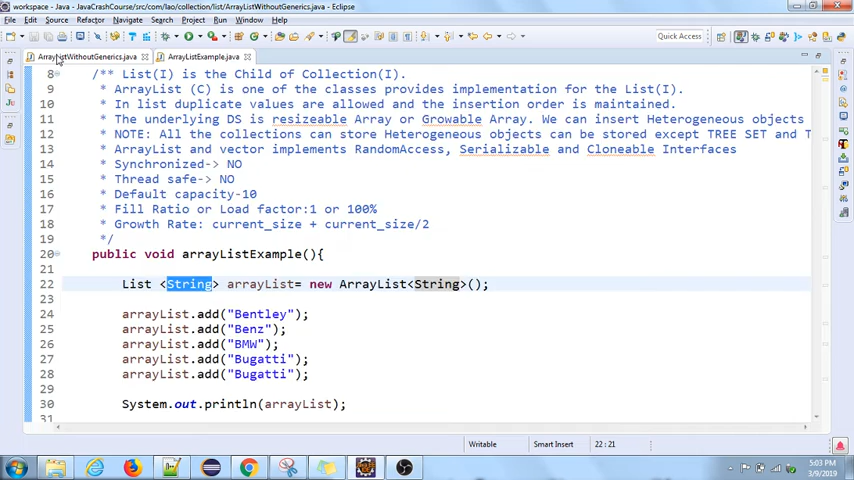 workspace - Java - JavaCrashCourse/src/com/lao/collection/list/ArrayListWithoutGenerics.java - Eclipse
File Edit Source Refactor Navigate Search Project Run Window Help
Quick Access
ArrayListWithoutGenerics.java ArrayListExample.java
8 /** List(I) is the Child of Collection(I).
9 * ArrayList (C) is one of the classes provides implementation for the List(I).
10 * In list duplicate values are allowed and the insertion order is maintained.
11 * The underlying DS is resizeable Array or Growable Array. We can insert Heterogeneous objects
12 * NOTE: All the collections can store Heterogeneous objects can be stored except TREE SET and T
13 * ArrayList and vector implements RandomAccess, Serializable and Cloneable Interfaces
14 * Synchronized-> NO
15 * Thread safe-> NO
16 * Default capacity-10
17 * Fill Ratio or Load factor:1 or 100%
18 * Growth Rate: current_size + current_size/2
19 */
20 public void arrayListExample(){
21
22 List <String> arrayList= new ArrayList<String>();
23
24 arrayList.add("Bentley");
25 arrayList.add("Benz");
26 arrayList.add("BMW");
27 arrayList.add("Bugatti");
28 arrayList.add("Bugatti");
29
30 System.out.println(arrayList);
31
Writable Smart Insert 22 : 21
5:03 PM
3/9/2019